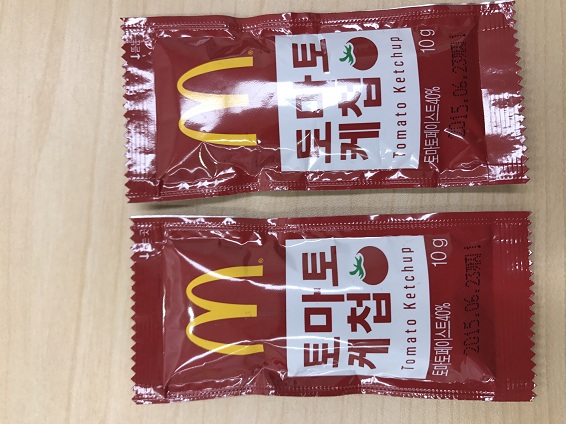 토마토
케첩
Tomato Ketchup
10 g
토마토페이스트40%
2015.06.23까지
토마토
케첩
Tomato Ketchup
10 g
토마토페이스트40%
2015.06.23까지